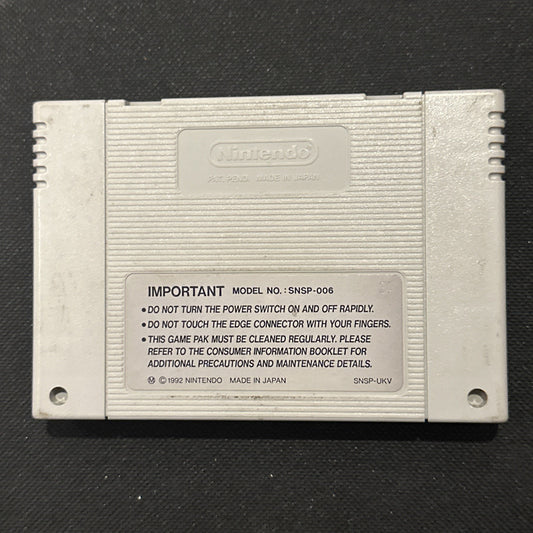 Nintendo
PAT. PEND. MADE IN JAPAN
IMPORTANT MODEL NO. : SNSP-006
• DO NOT TURN THE POWER SWITCH ON AND OFF RAPIDLY.
• DO NOT TOUCH THE EDGE CONNECTOR WITH YOUR FINGERS.
• THIS GAME PAK MUST BE CLEANED REGULARLY. PLEASE
REFER TO THE CONSUMER INFORMATION BOOKLET FOR
ADDITIONAL PRECAUTIONS AND MAINTENANCE DETAILS.
Ⓜ © 1992 NINTENDO MADE IN JAPAN SNSP-UKV